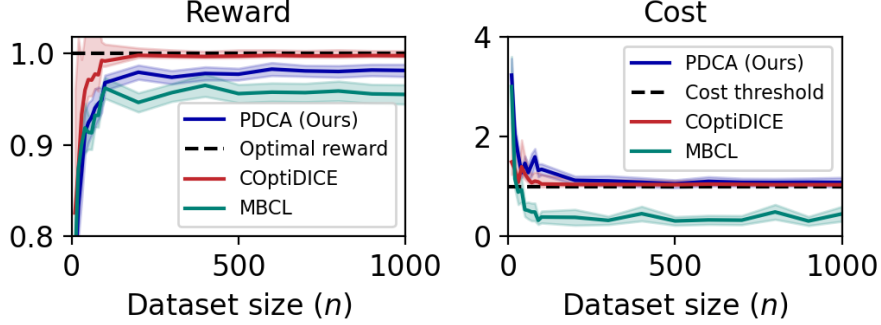 Reward
1.0
0.9
0.8
PDCA (Ours)
Optimal reward
COptiDICE
MBCL
0
500
1000
Dataset size (n)
Cost
4
2
0
PDCA (Ours)
Cost threshold
COptiDICE
MBCL
0
500
1000
Dataset size (n)